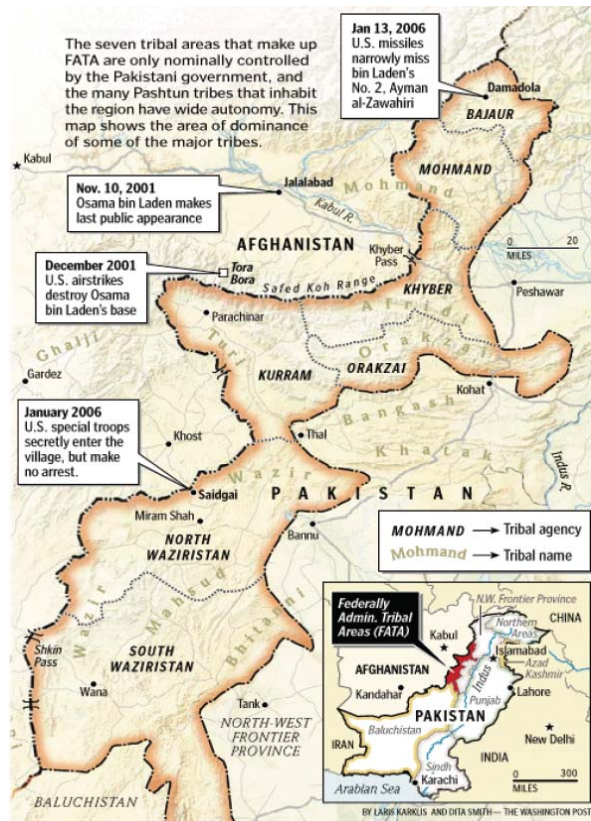 The seven tribal areas that make up
FATA are only nominally controlled
by the Pakistani government, and
the many Pashtun tribes that inhabit
the region have wide autonomy. This
map shows the area of dominance
of some of the major tribes.
Jan 13, 2006
U.S. missiles
narrowly miss
bin Laden's
No. 2, Ayman
al-Zawahiri
Damadola
BAJAUR
MOHMAND
Kabul
Nov. 10, 2001
Osama bin Laden makes
last public appearance
Jalalabad
Mohmand
Kabul R.
AFGHANISTAN
Khyber
Pass
0 20
MILES
December 2001
U.S. airstrikes
destroy Osama
bin Laden's base
Tora
Bora
Safed Koh Range
KHYBER
Peshawar
Parachinar
Afridi
Ghalji
Turi
Orakzai
Gardez
KURRAM
ORAKZAI
Kohat
January 2006
U.S. special troops
secretly enter the
village, but make
no arrest.
Bangash
Khost
Thal
Khatak
Indus R.
Wazir
Saidgai
PAKISTAN
Miram Shah
NORTH
WAZIRISTAN
Bannu
MOHMAND Tribal agency
Mohmand Tribal name
Wazir
Mahsud
Bhittani
Shkin
Pass
SOUTH
WAZIRISTAN
Wana
Tank
NORTH-WEST
FRONTIER
PROVINCE
BALUCHISTAN
Federally
Admin. Tribal
Areas (FATA)
N.W. Frontier Province
Northern
Areas
CHINA
Kabul
Islamabad
Azad
Kashmir
AFGHANISTAN
Indus
Lahore
Kandahar
Punjab
PAKISTAN
Baluchistan
New Delhi
IRAN
Sindh
INDIA
Karachi
Arabian Sea
0 300
MILES
BY LARIS KARKLIS AND DITA SMITH— THE WASHINGTON POST